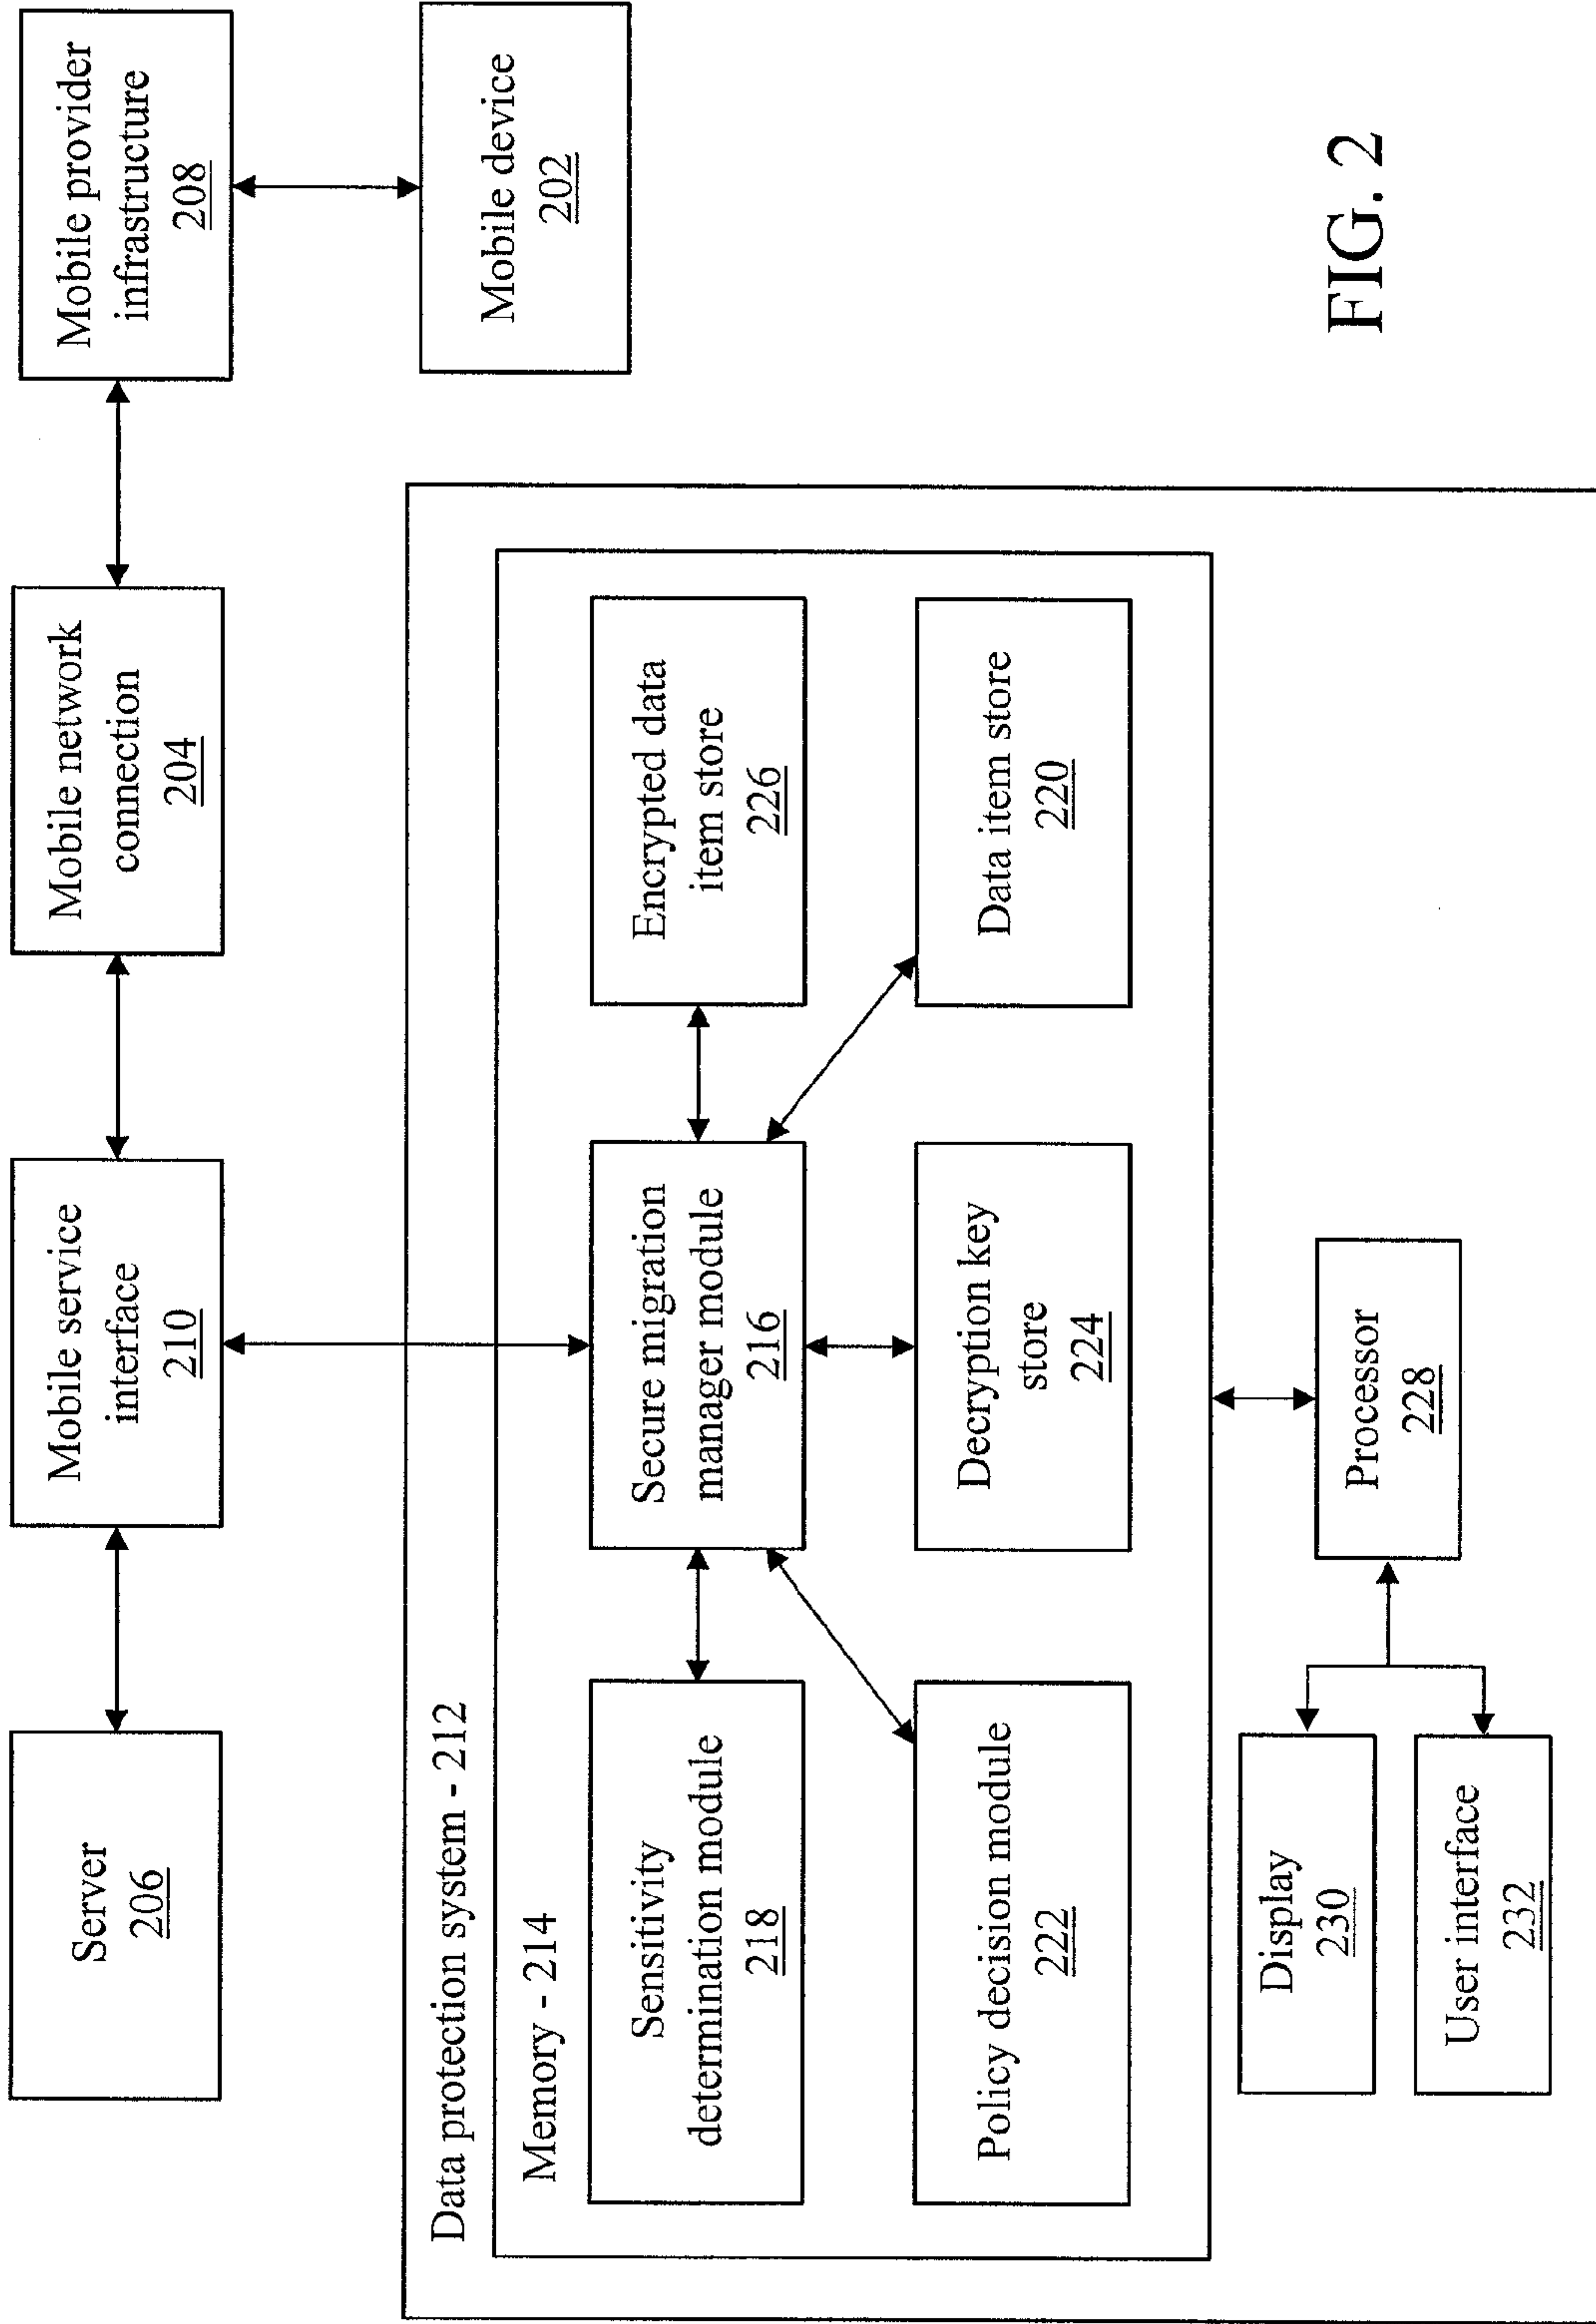 Server
206
Mobile service
interface
210
Mobile network
connection
204
Mobile provider
infrastructure
208
Mobile device
202
Data protection system - 212
Memory - 214
Sensitivity
determination module
218
Secure migration
manager module
216
Encrypted data
item store
226
Policy decision module
222
Decryption key
store
224
Data item store
220
Display
230
User interface
232
Processor
228
FIG. 2